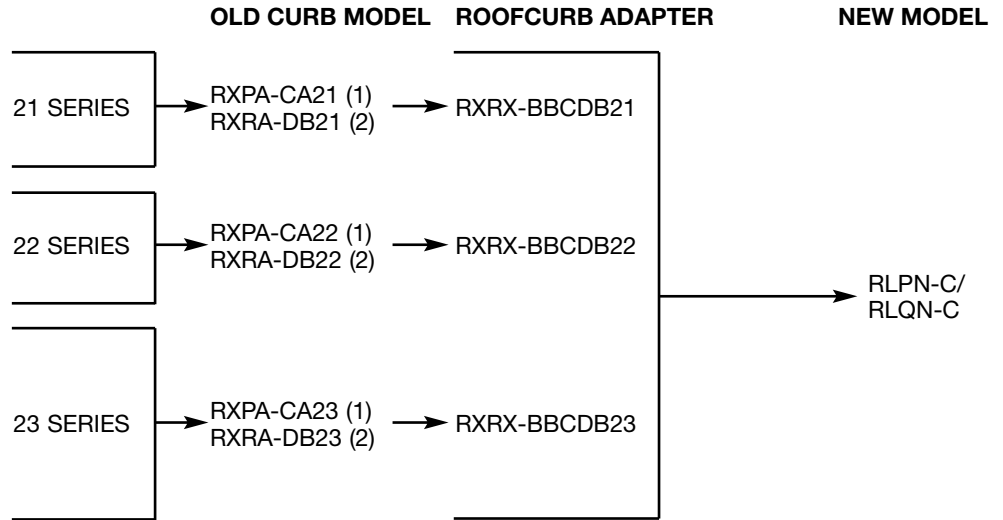 OLD CURB MODEL ROOFCURB ADAPTER NEW MODEL
21 SERIES
RXPA-CA21 (1)
RXRA-DB21 (2)
RXRX-BBCDB21
22 SERIES
RXPA-CA22 (1)
RXRA-DB22 (2)
RXRX-BBCDB22
RLPN-C/
RLQN-C
23 SERIES
RXPA-CA23 (1)
RXRA-DB23 (2)
RXRX-BBCDB23